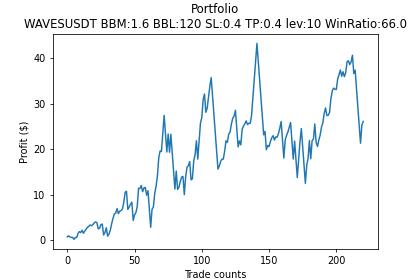 Portfolio
WAVESUSDT BBM:1.6 BBL:120 SL:0.4 TP:0.4 lev:10 WinRatio:66.0
40
30
20
10
0
Profit ($)
0 50 100 150 200
Trade counts